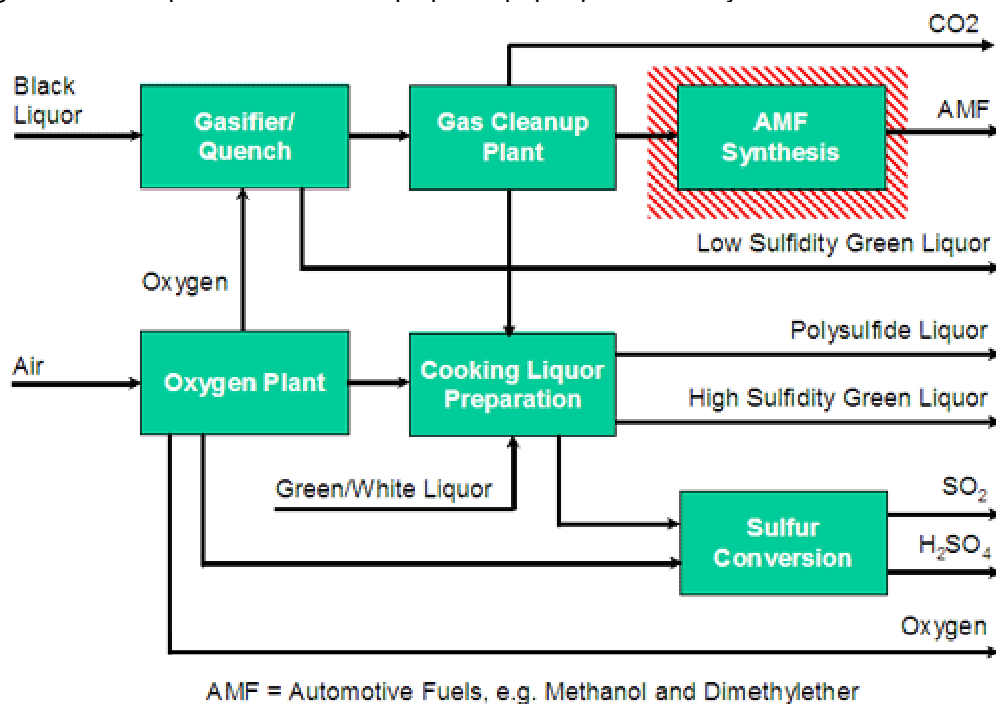 CO2
Black
Liquor
Gasifier/
Quench
Gas Cleanup
Plant
AMF
Synthesis
AMF
Low Sulfidity Green Liquor
Oxygen
Air
Oxygen Plant
Cooking Liquor
Preparation
Polysulfide Liquor
High Sulfidity Green Liquor
Green/White Liquor
Sulfur
Conversion
SO₂
H₂SO₄
Oxygen
AMF = Automotive Fuels, e.g. Methanol and Dimethylether